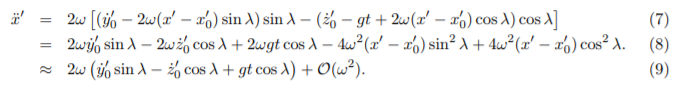 ẍ′ = 2ω [(ẏ′₀ − 2ω(x′ − x′₀) sin λ) sin λ − (ż′₀ − gt + 2ω(x′ − x′₀) cos λ) cos λ] (7)
= 2ωẏ′₀ sin λ − 2ωż′₀ cos λ + 2ωgt cos λ − 4ω²(x′ − x′₀) sin² λ + 4ω²(x′ − x′₀) cos² λ. (8)
≈ 2ω (ẏ′₀ sin λ − ż′₀ cos λ + gt cos λ) + 𝒪(ω²). (9)